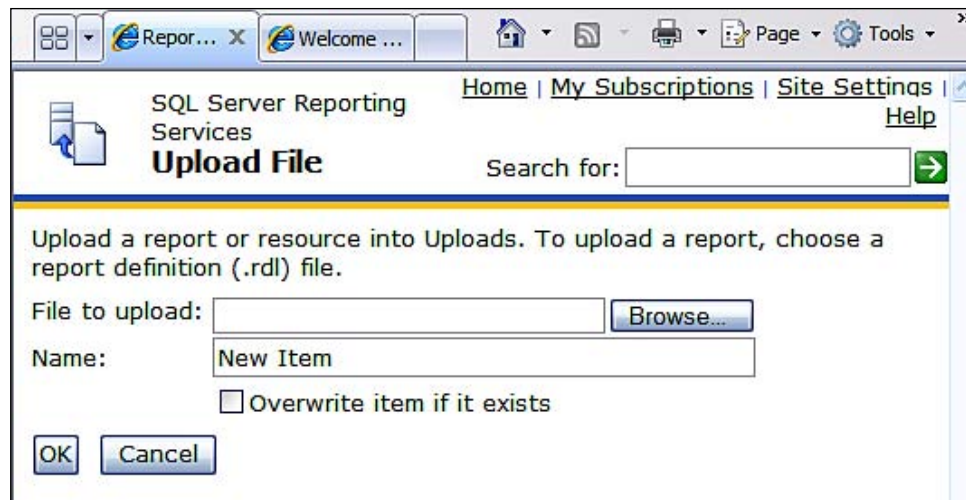 Repor... X Welcome ... Page Tools
Home | My Subscriptions | Site Settings |
Help
SQL Server Reporting
Services
Upload File
Search for:
Upload a report or resource into Uploads. To upload a report, choose a
report definition (.rdl) file.
File to upload: Browse...
Name: New Item
Overwrite item if it exists
OK Cancel